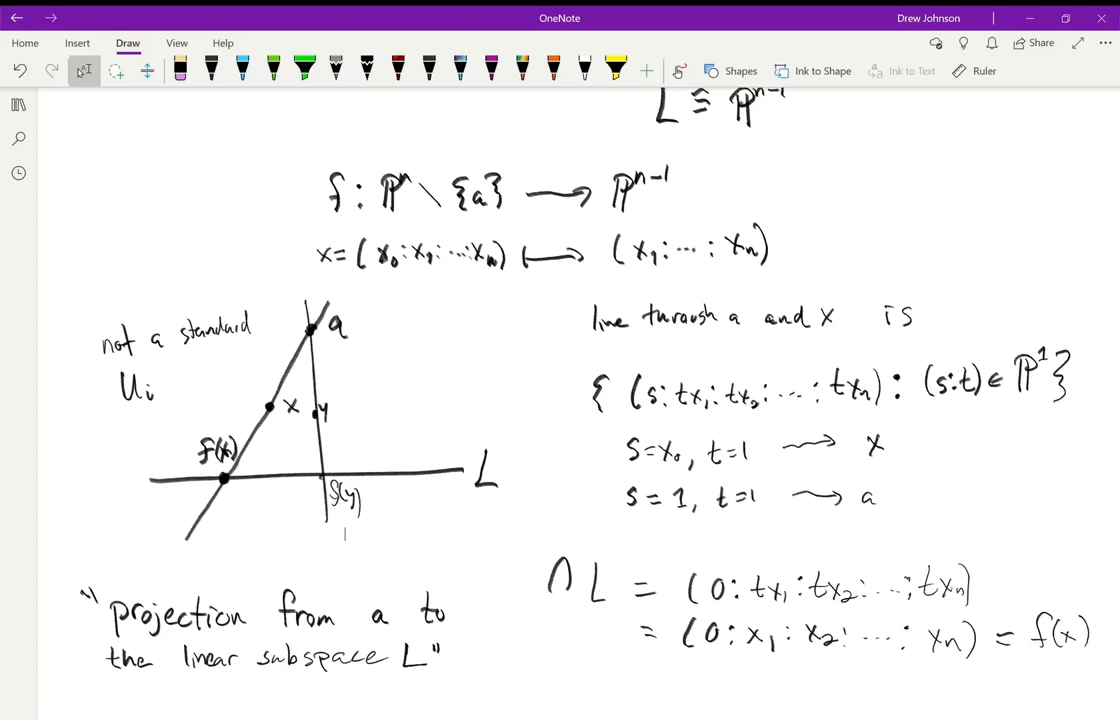 OneNote
Drew Johnson
Home Insert Draw View Help
Share
Shapes Ink to Shape Ink to Text Ruler
L ≅ ℙⁿ⁻¹
f : ℙⁿ \ {a} ⟶ ℙⁿ⁻¹
x = (x₀ : x₁ : ... : xₙ) ⟼ (x₁ : ... : xₙ)
not a standard
Uᵢ
a
x
y
f(x)
L
f(y)
"projection from a to
the linear subspace L"
line through a and x is
{ (s : tx₁ : tx₂ : ... : txₙ) : (s:t) ∈ ℙ¹ }
s = x₀, t = 1 ⟿ x
s = 1, t = 1 ⟿ a
∩ L = (0 : tx₁ : tx₂ : ... : txₙ)
= (0 : x₁ : x₂ : ... : xₙ) = f(x)